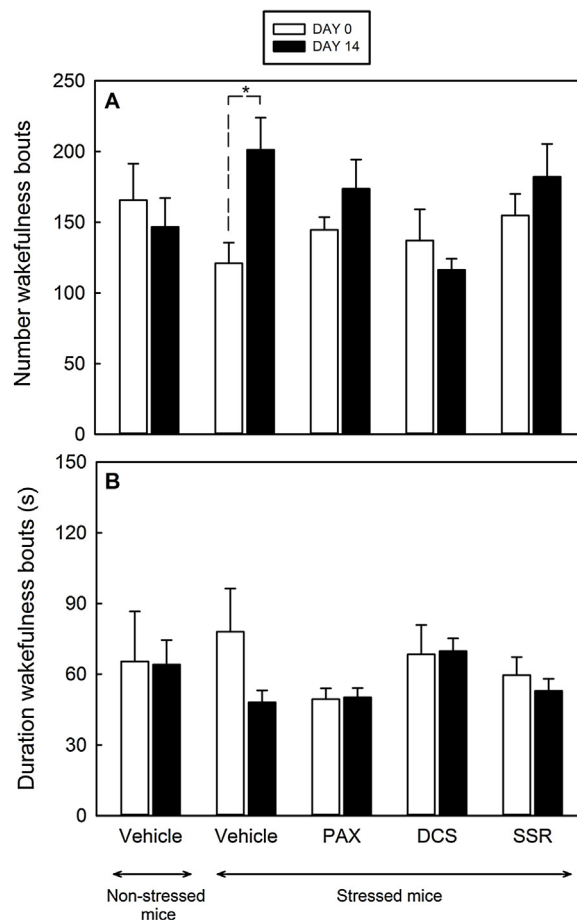 DAY 0
DAY 14
A
*
Number wakefulness bouts
250
200
150
100
50
0
B
Duration wakefulness bouts (s)
150
120
90
60
30
0
Vehicle Vehicle PAX DCS SSR
Non-stressed mice
Stressed mice